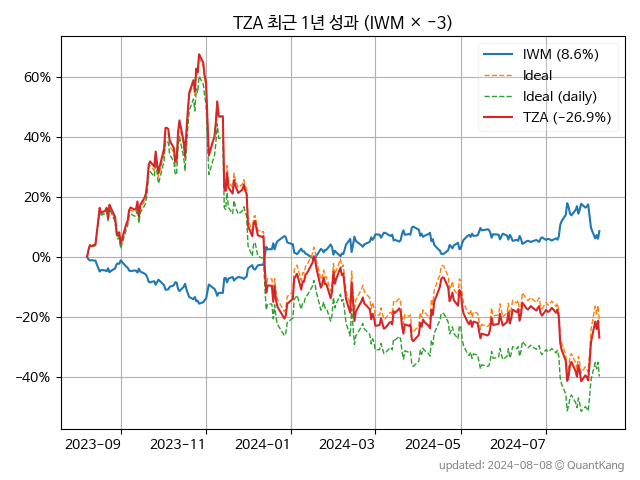 TZA 최근 1년 성과 (IWM × −3)
IWM (8.6%)
Ideal
Ideal (daily)
TZA (−26.9%)
60%
40%
20%
0%
−20%
−40%
2023-09 2023-11 2024-01 2024-03 2024-05 2024-07
updated: 2024-08-08 © QuantKang